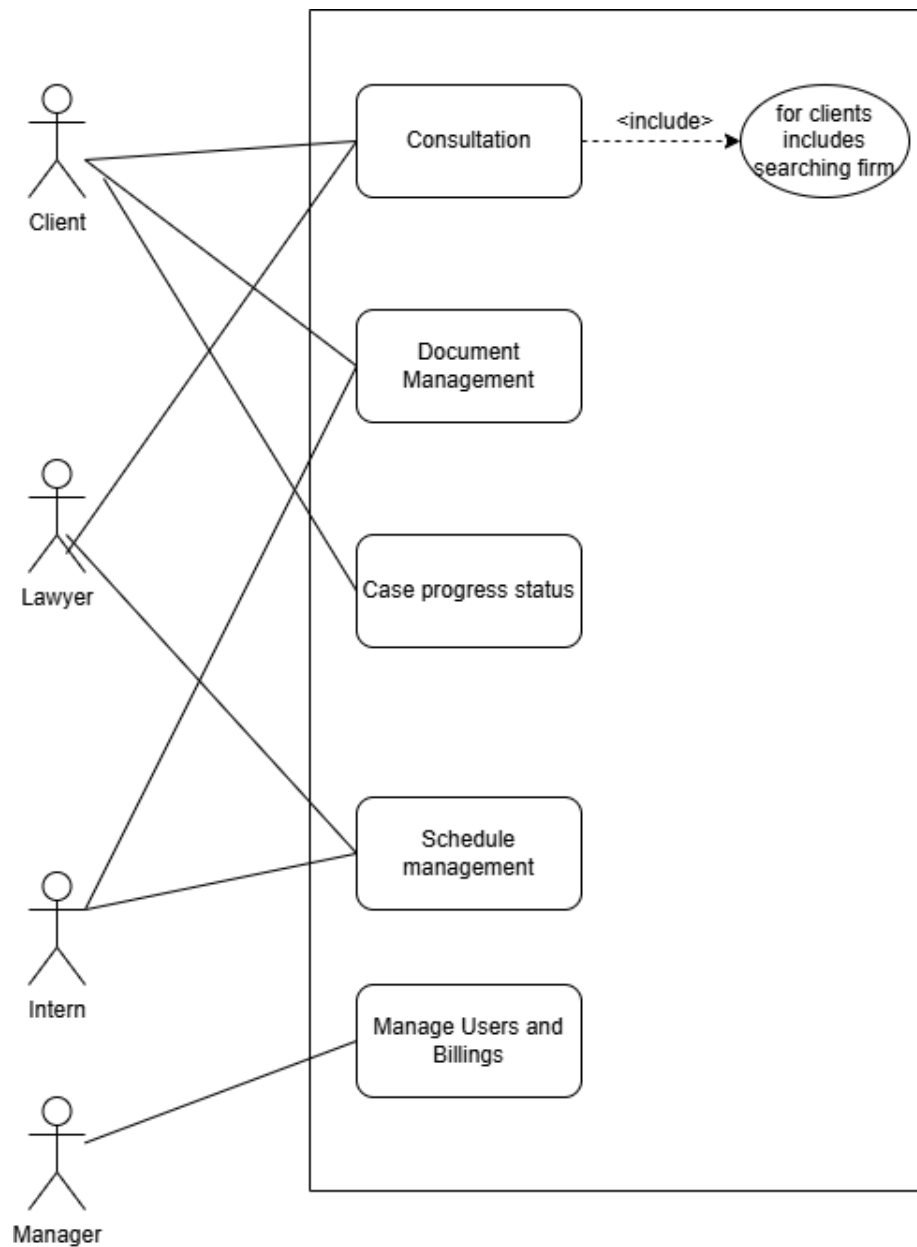 Client
Consultation
<include>
for clients
includes
searching firm
Document
Management
Lawyer
Case progress status
Schedule
management
Intern
Manage Users and
Billings
Manager